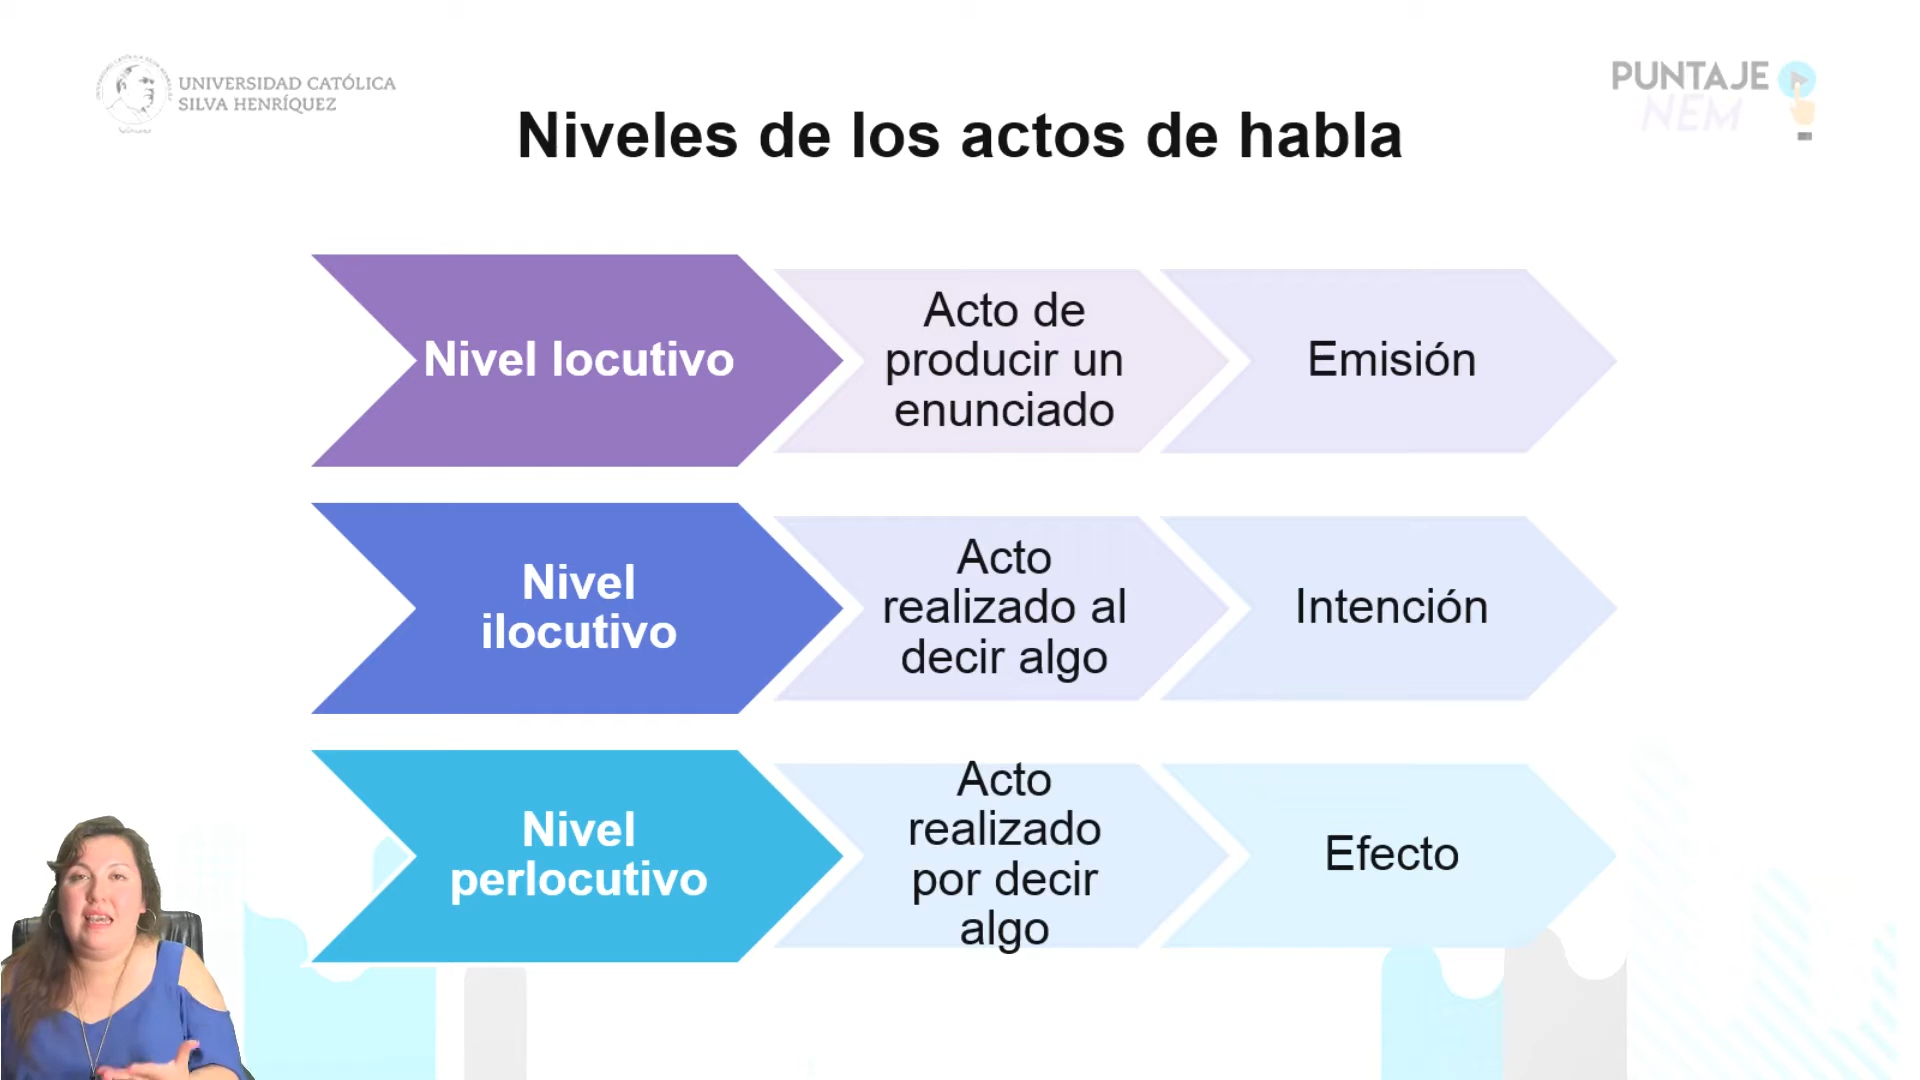 UNIVERSIDAD CATÓLICA
SILVA HENRÍQUEZ
PUNTAJE
NEM
Niveles de los actos de habla
Nivel locutivo
Acto de
producir un
enunciado
Emisión
Nivel
ilocutivo
Acto
realizado al
decir algo
Intención
Nivel
perlocutivo
Acto
realizado
por decir
algo
Efecto